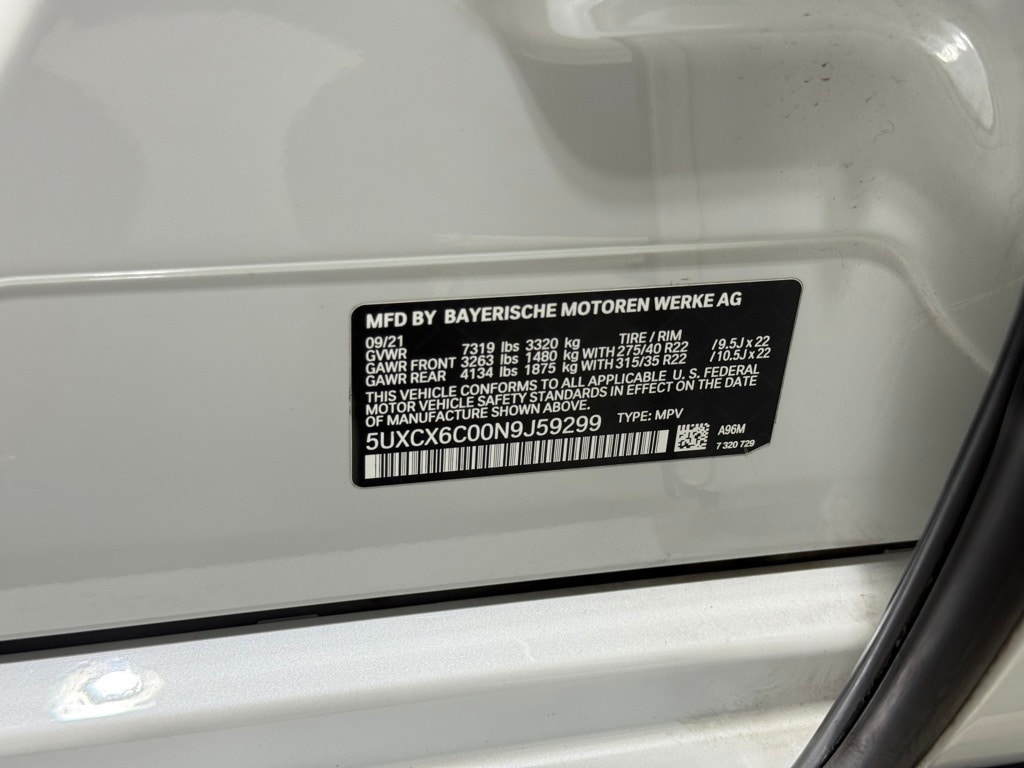 MFD BY BAYERISCHE MOTOREN WERKE AG
09/21 TIRE / RIM
GVWR 7319 lbs 3320 kg
GAWR FRONT 3263 lbs 1480 kg WITH 275/40 R22 / 9.5J x 22
GAWR REAR 4134 lbs 1875 kg WITH 315/35 R22 / 10.5J x 22
THIS VEHICLE CONFORMS TO ALL APPLICABLE U. S. FEDERAL
MOTOR VEHICLE SAFETY STANDARDS IN EFFECT ON THE DATE
OF MANUFACTURE SHOWN ABOVE.
5UXCX6C00N9J59299 TYPE: MPV
A96M
7 320 729